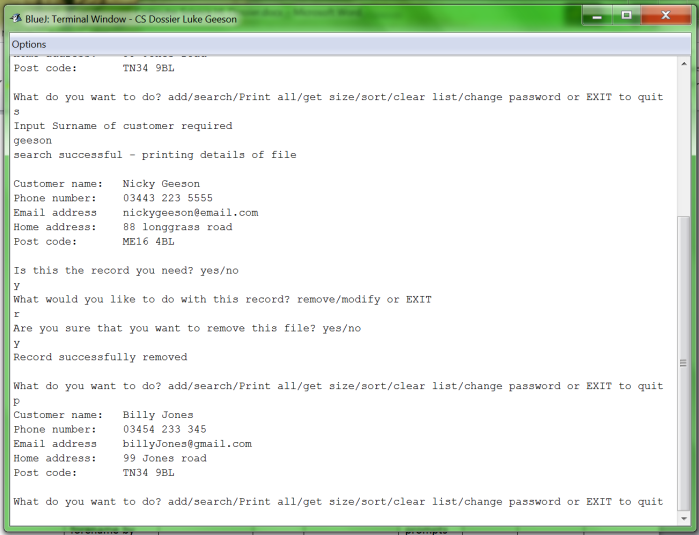 BlueJ: Terminal Window - CS Dossier Luke Geeson
Options
Post code: TN34 9BL
What do you want to do? add/search/Print all/get size/sort/clear list/change password or EXIT to quit
s
Input Surname of customer required
geeson
search successful - printing details of file
Customer name: Nicky Geeson
Phone number: 03443 223 5555
Email address nickygeeson@email.com
Home address: 88 longgrass road
Post code: ME16 4BL
Is this the record you need? yes/no
y
What would you like to do with this record? remove/modify or EXIT
r
Are you sure that you want to remove this file? yes/no
y
Record successfully removed
What do you want to do? add/search/Print all/get size/sort/clear list/change password or EXIT to quit
p
Customer name: Billy Jones
Phone number: 03454 233 345
Email address billyJones@gmail.com
Home address: 99 Jones road
Post code: TN34 9BL
What do you want to do? add/search/Print all/get size/sort/clear list/change password or EXIT to quit